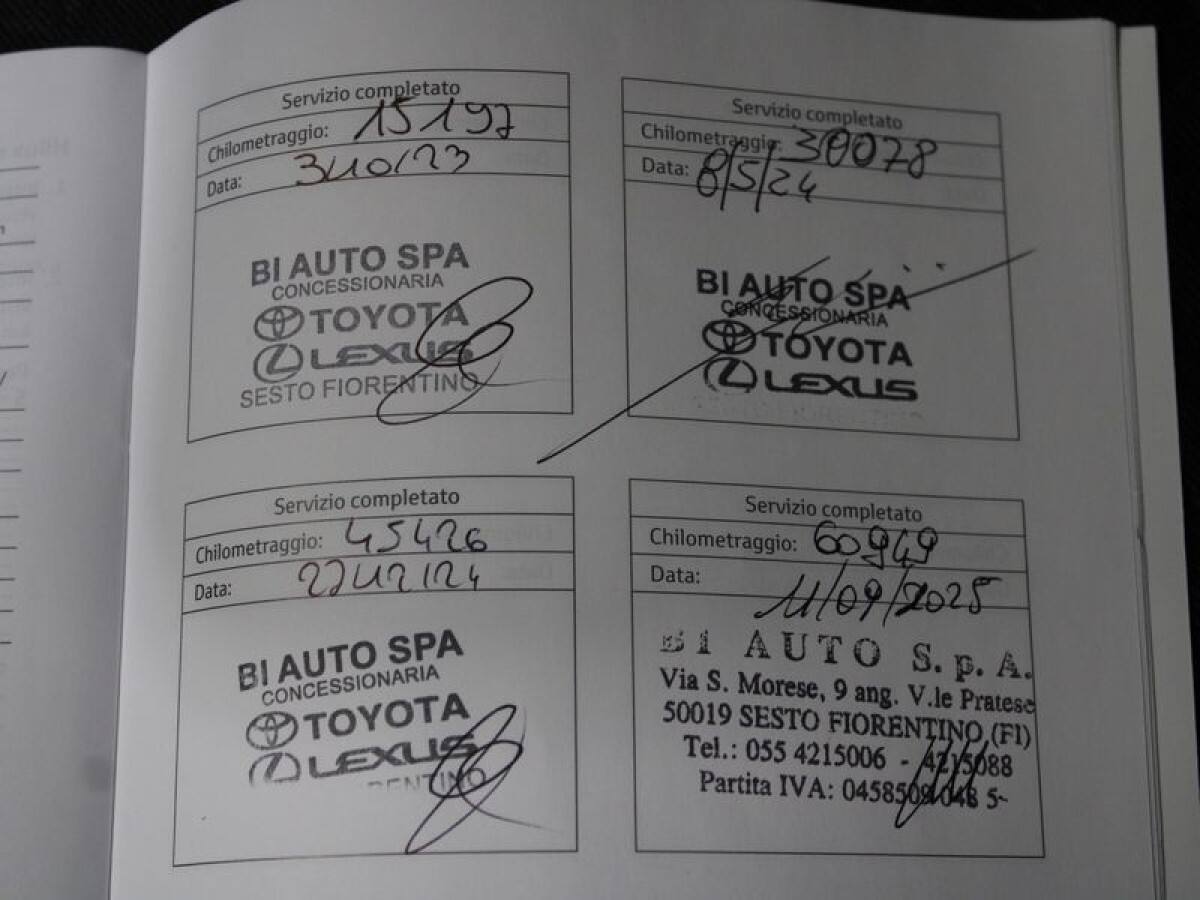 Servizio completato
Chilometraggio: 15197
Data: 3/10/23
BI AUTO SPA
CONCESSIONARIA
TOYOTA
LEXUS
SESTO FIORENTINO
Servizio completato
Chilometraggio: 30078
Data: 8/5/24
BI AUTO SPA
CONCESSIONARIA
TOYOTA
LEXUS
Servizio completato
Chilometraggio: 45426
Data:
BI AUTO SPA
CONCESSIONARIA
TOYOTA
LEXUS
Servizio completato
Chilometraggio: 60949
Data: 11/09/2025
BI AUTO S.p.A.
Via S. Morese, 9 ang. V.le Pratese
50019 SESTO FIORENTINO (FI)
Tel.: 055 4215006 - 4215088
Partita IVA: